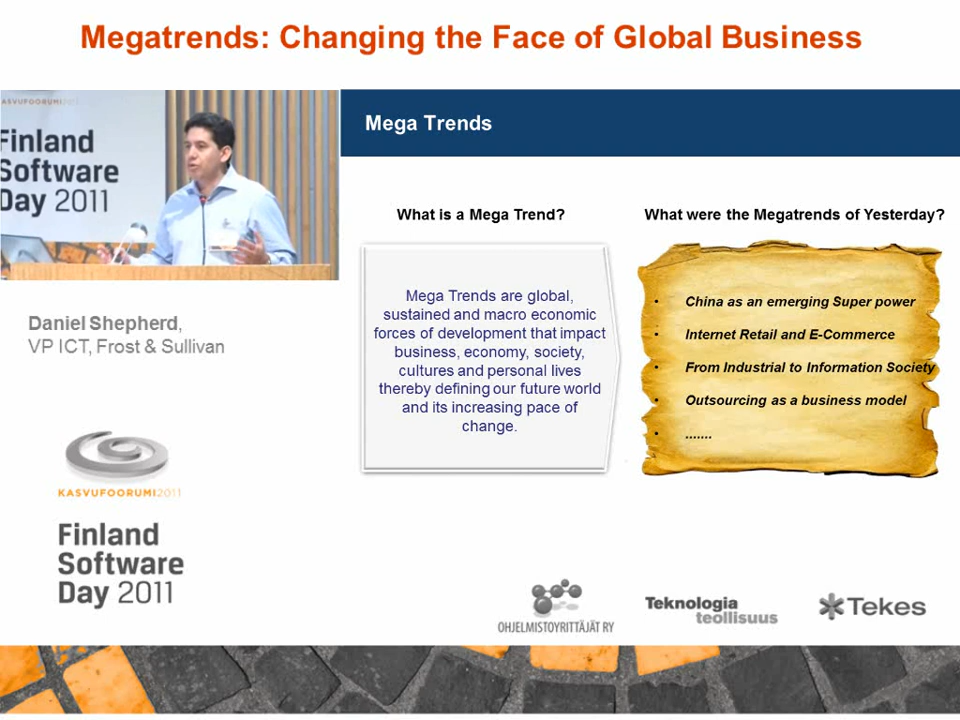 Megatrends: Changing the Face of Global Business
KASVUFOORUMI2011
Finland
Software
Day 2011
Mega Trends
What is a Mega Trend?
What were the Megatrends of Yesterday?
Mega Trends are global,
sustained and macro economic
forces of development that impact
business, economy, society,
cultures and personal lives
thereby defining our future world
and its increasing pace of
change.
• China as an emerging Super power
• Internet Retail and E-Commerce
• From Industrial to Information Society
• Outsourcing as a business model
• .......
Daniel Shepherd,
VP ICT, Frost & Sullivan
KASVUFOORUMI2011
Finland
Software
Day 2011
OHJELMISTOYRITTÄJÄT RY
Teknologia
teollisuus
Tekes